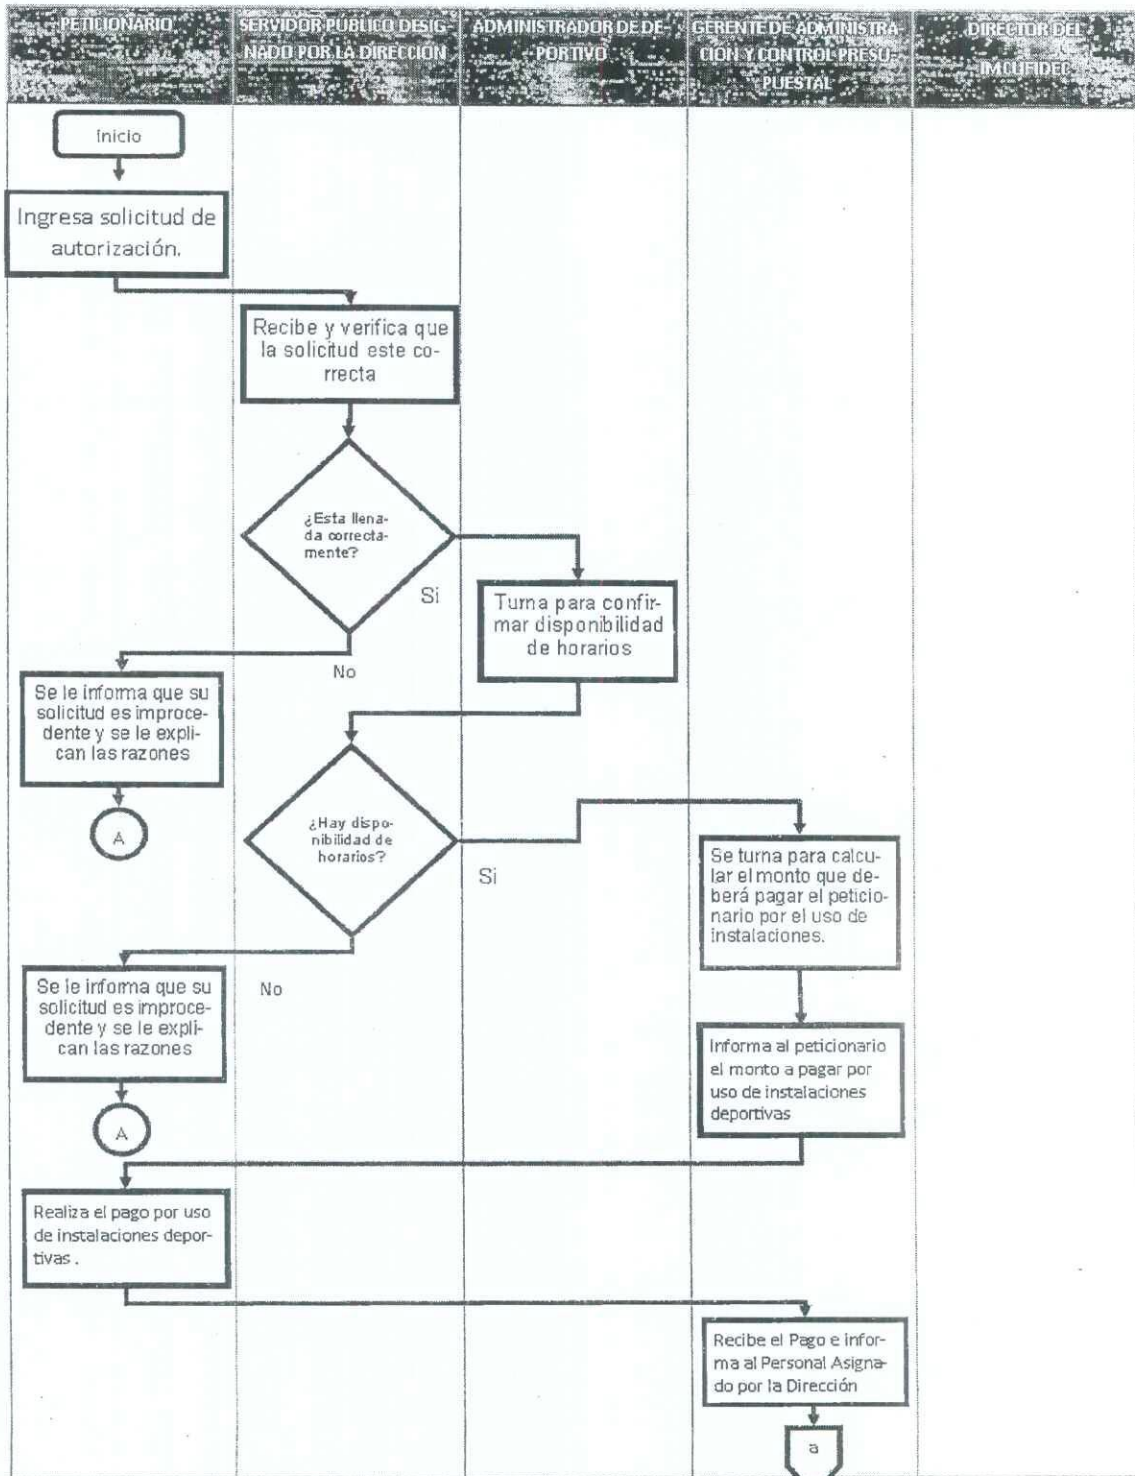 PETICIONARIO
SERVIDOR PÚBLICO DESIG-
NADO POR LA DIRECCIÓN
ADMINISTRADOR DE DE-
PORTIVO
GERENTE DE ADMINISTRA-
CIÓN Y CONTROL PRESU-
PUESTAL
DIRECTOR DEL
IMCUFIDEC
Inicio
Ingresa solicitud de
autorización.
Recibe y verifica que
la solicitud este co-
rrecta
¿Esta llena-
da correcta-
mente?
Si
Turna para confir-
mar disponibilidad
de horarios
No
Se le informa que su
solicitud es improce-
dente y se le expli-
can las razones
A
¿Hay dispo-
nibilidad de
horarios?
Si
Se turna para calcu-
lar el monto que de-
berá pagar el peticio-
nario por el uso de
instalaciones.
No
Se le informa que su
solicitud es improce-
dente y se le expli-
can las razones
A
Informa al peticionario
el monto a pagar por
uso de instalaciones
deportivas
Realiza el pago por uso
de instalaciones depor-
tivas .
Recibe el Pago e infor-
ma al Personal Asigna-
do por la Dirección
a